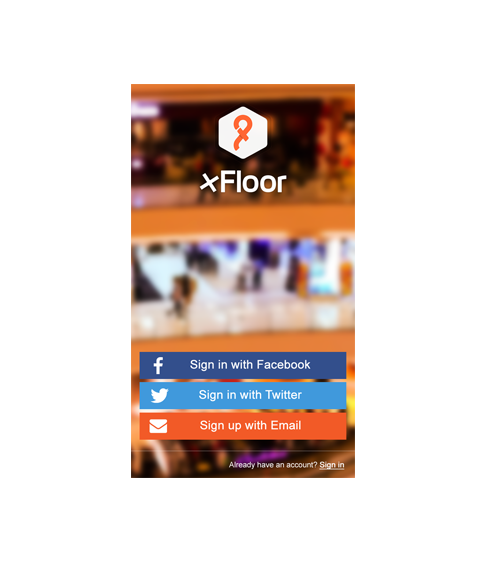 xFloor
Sign in with Facebook
Sign in with Twitter
Sign up with Email
Already have an account? Sign in